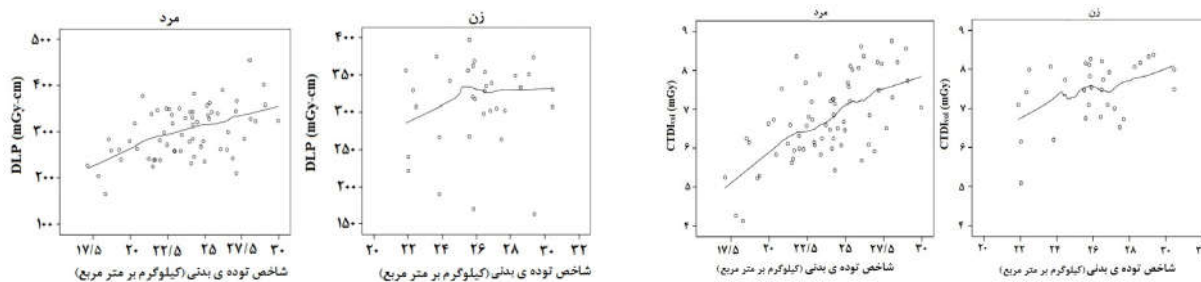 مرد
DLP (mGy-cm)
۵۰۰
۴۰۰
۳۰۰
۲۰۰
۱۰۰
۱۷/۵ ۲۰ ۲۲/۵ ۲۵ ۲۷/۵ ۳۰
شاخص توده ی بدنی (کیلوگرم بر متر مربع)
زن
DLP (mGy-cm)
۴۰۰
۳۵۰
۳۰۰
۲۵۰
۲۰۰
۱۵۰
۲۰ ۲۲ ۲۴ ۲۶ ۲۸ ۳۰ ۳۲
شاخص توده ی بدنی (کیلوگرم بر متر مربع)
مرد
CTDIvol (mGy)
۹
۸
۷
۶
۵
۴
۱۷/۵ ۲۰ ۲۲/۵ ۲۵ ۲۷/۵ ۳۰
شاخص توده ی بدنی (کیلوگرم بر متر مربع)
زن
CTDIvol (mGy)
۹
۸
۷
۶
۵
۴
۲۰ ۲۲ ۲۴ ۲۶ ۲۸ ۳۰
شاخص توده ی بدنی (کیلوگرم بر متر مربع)